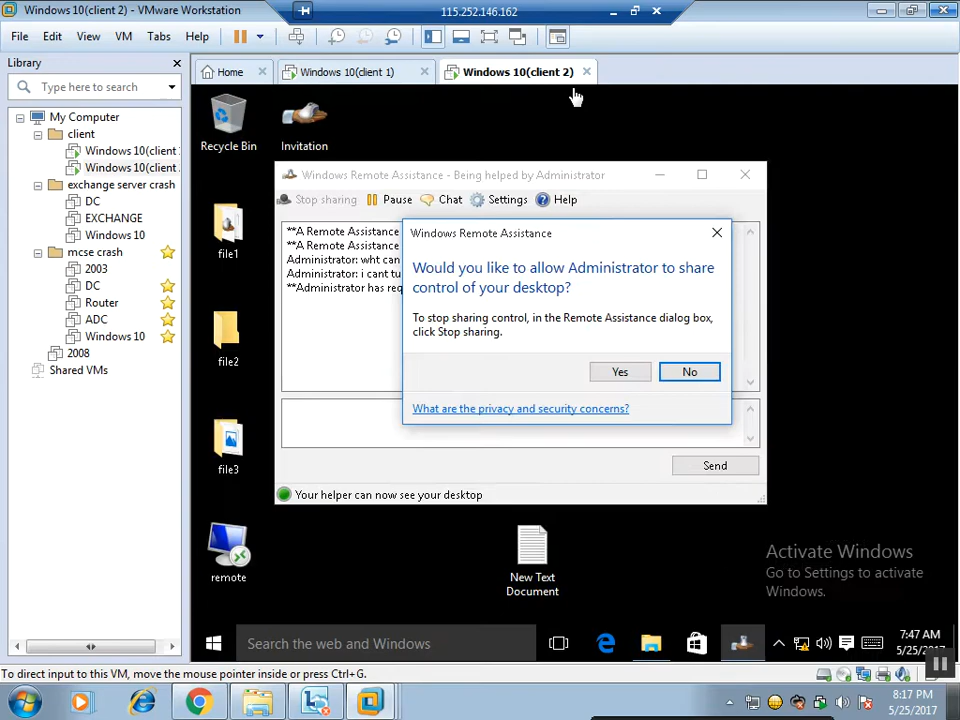 Windows 10(client 2) - VMware Workstation
115.252.146.162
File Edit View VM Tabs Help
Library
Type here to search
My Computer
client
Windows 10(client
Windows 10(client
exchange server crash
DC
EXCHANGE
Windows 10
mcse crash
2003
DC
Router
ADC
Windows 10
2008
Shared VMs
Home
Windows 10(client 1)
Windows 10(client 2)
Recycle Bin
Invitation
file1
file2
file3
remote
New Text
Document
Windows Remote Assistance - Being helped by Administrator
Stop sharing Pause Chat Settings Help
**A Remote Assistance
**A Remote Assistance
Administrator: wht can
Administrator: i cant tu
**Administrator has req
Windows Remote Assistance
Would you like to allow Administrator to share
control of your desktop?
To stop sharing control, in the Remote Assistance dialog box,
click Stop sharing.
Yes No
What are the privacy and security concerns?
Send
Your helper can now see your desktop
Activate Windows
Go to Settings to activate
Windows.
Search the web and Windows
7:47 AM
5/25/2017
To direct input to this VM, move the mouse pointer inside or press Ctrl+G.
8:17 PM
5/25/2017